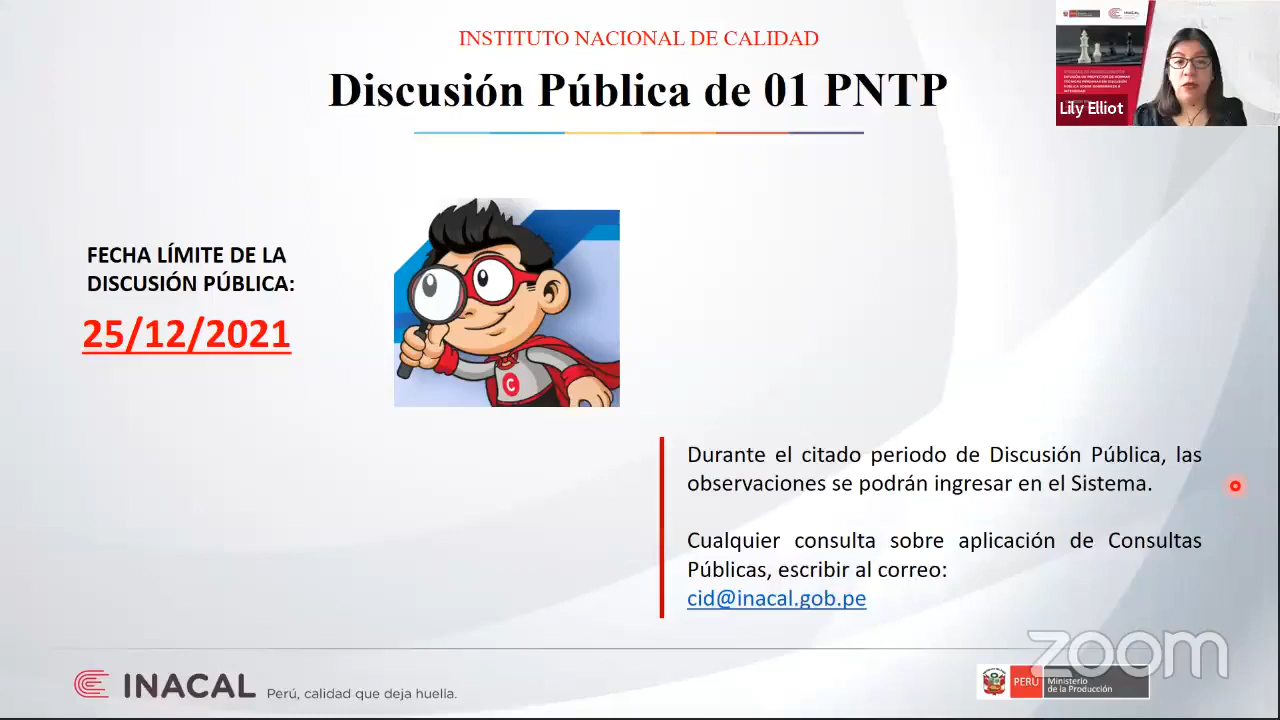 INSTITUTO NACIONAL DE CALIDAD
Discusión Pública de 01 PNTP
Lily Elliot
FECHA LÍMITE DE LA
DISCUSIÓN PÚBLICA:
25/12/2021
C
Durante el citado periodo de Discusión Pública, las
observaciones se podrán ingresar en el Sistema.
Cualquier consulta sobre aplicación de Consultas
Públicas, escribir al correo:
cid@inacal.gob.pe
zoom
INACAL Perú, calidad que deja huella.
PERÚ Ministerio
de la Producción